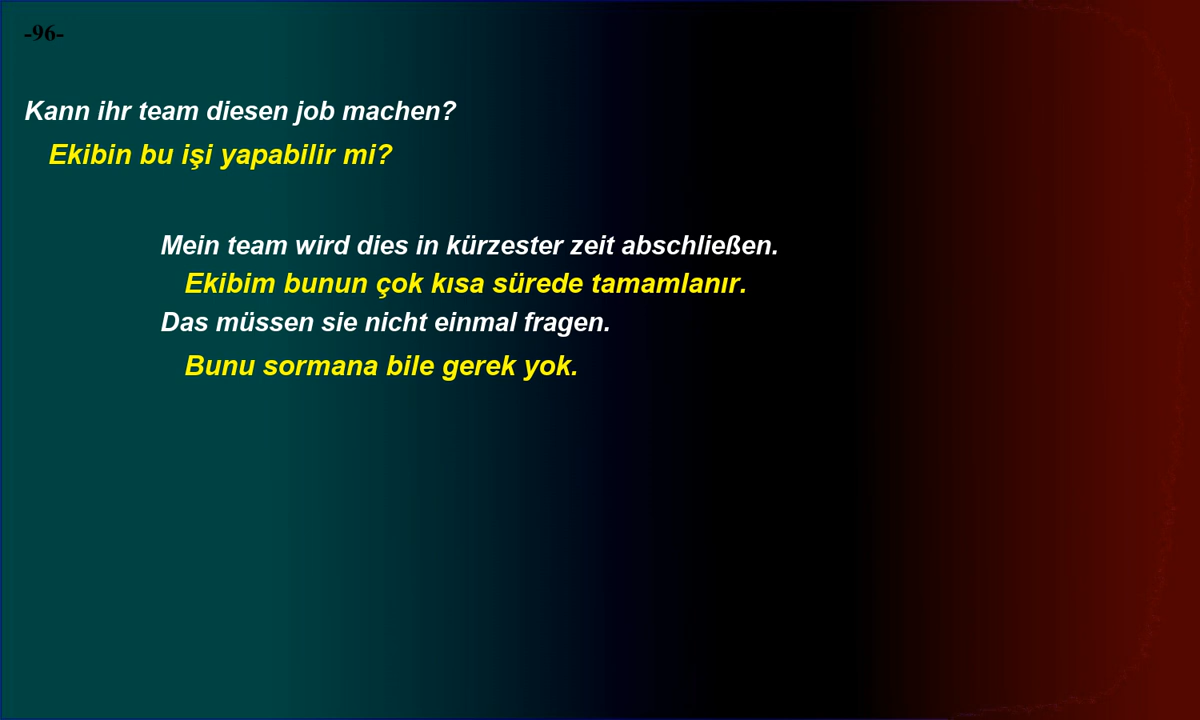 -96-
Kann ihr team diesen job machen?
Ekibin bu işi yapabilir mi?
Mein team wird dies in kürzester zeit abschließen.
Ekibim bunun çok kısa sürede tamamlanır.
Das müssen sie nicht einmal fragen.
Bunu sormana bile gerek yok.